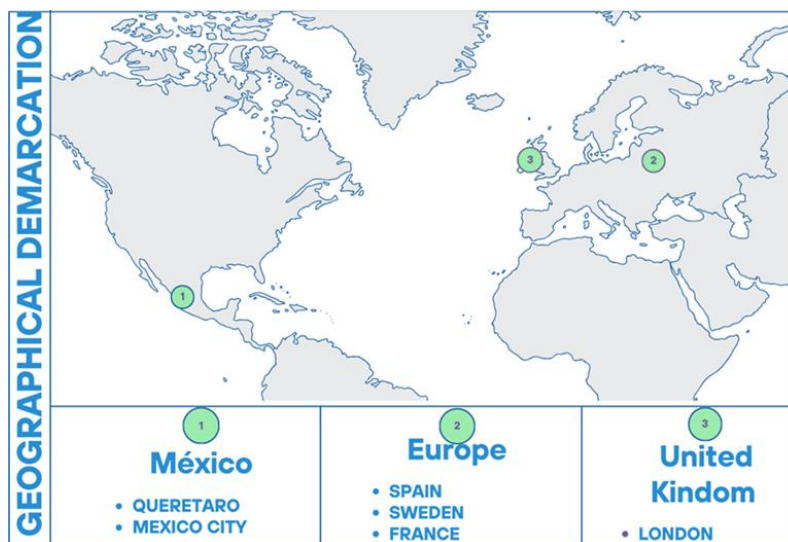 GEOGRAPHICAL DEMARCATION
3
2
1
1
México
• QUERETARO
• MEXICO CITY
2
Europe
• SPAIN
• SWEDEN
• FRANCE
3
United
Kindom
• LONDON